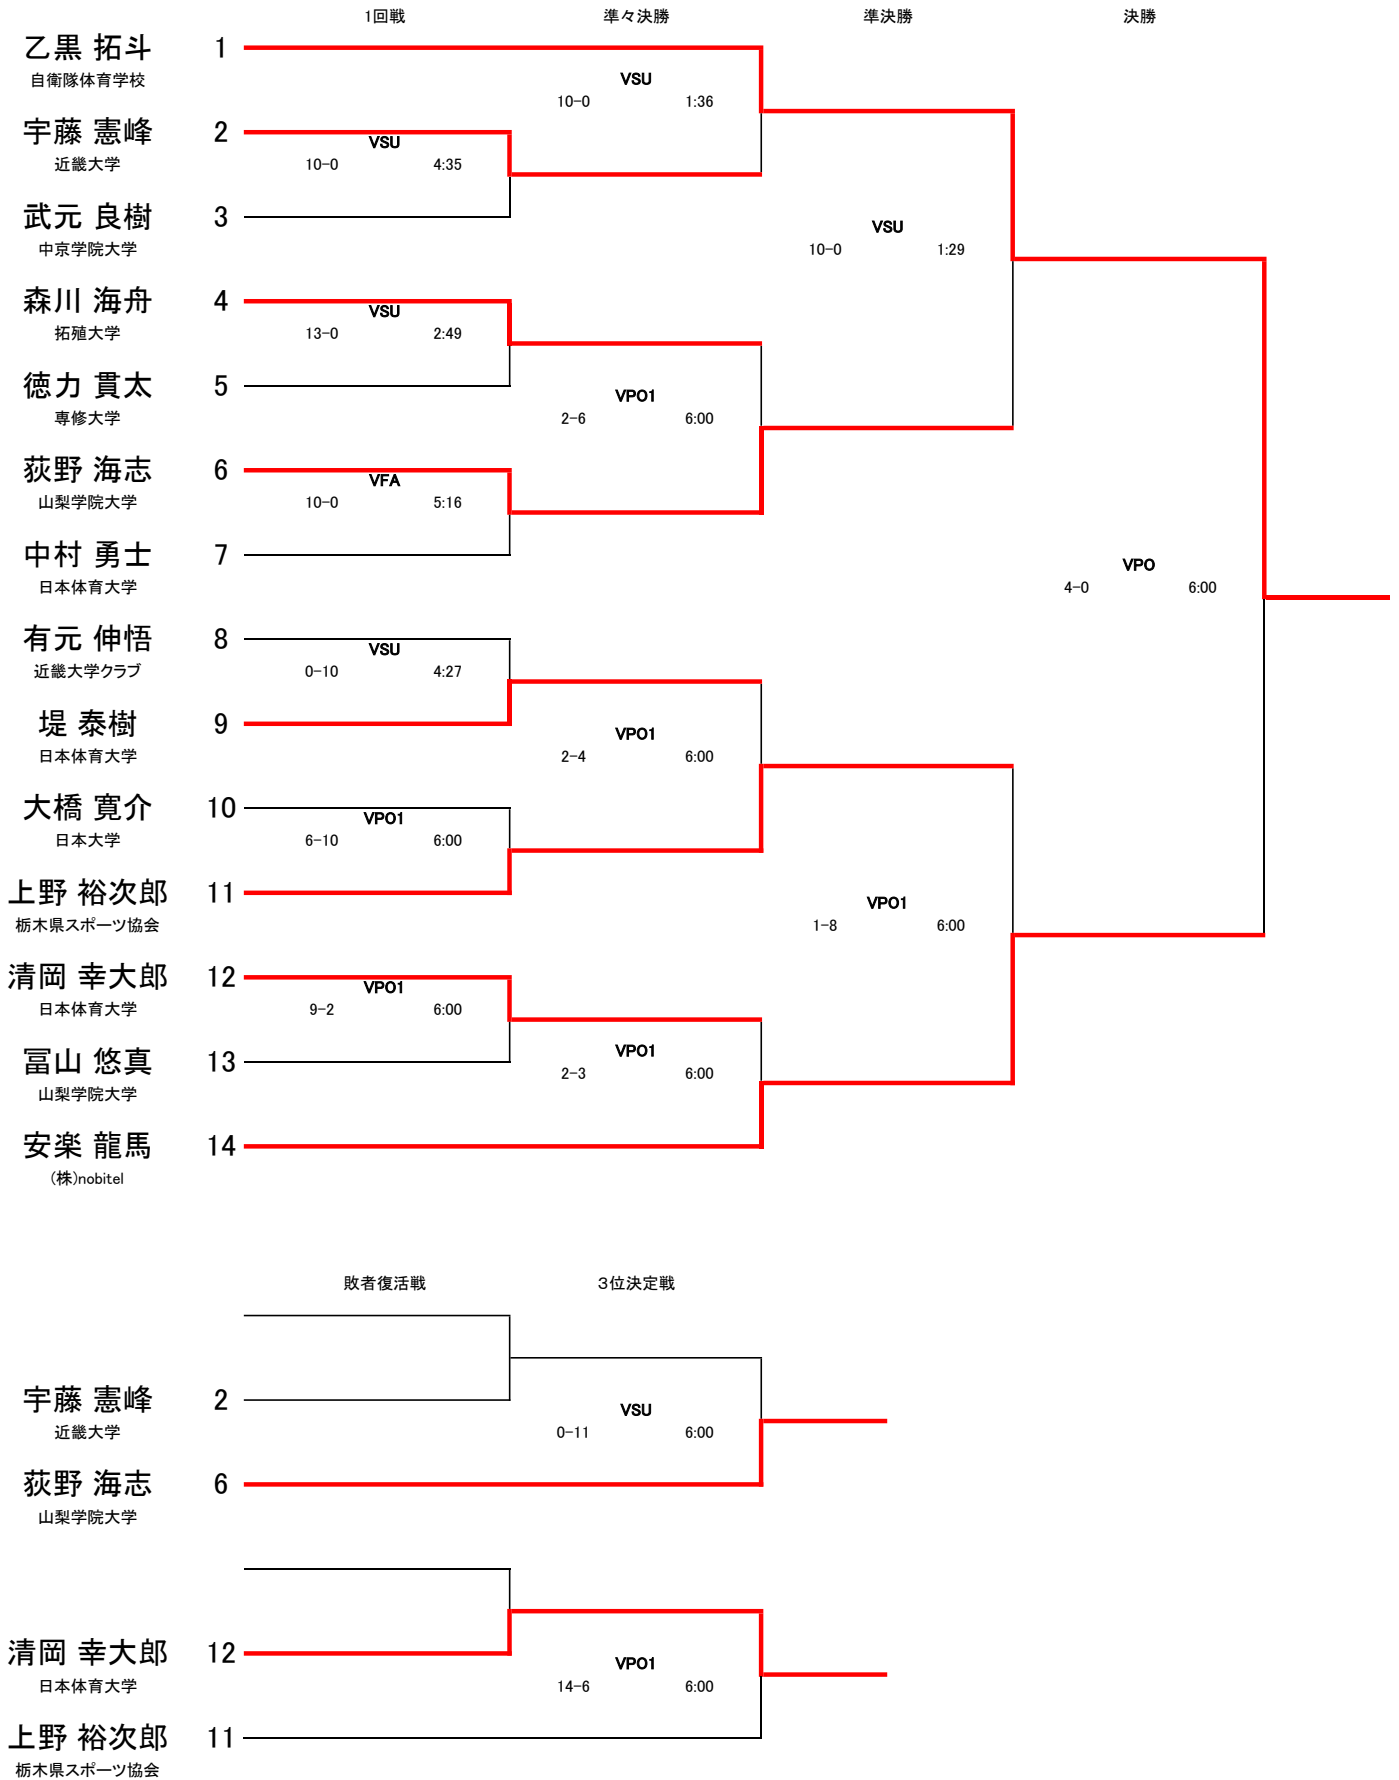 1回戦 準々決勝 準決勝 決勝
乙黒 拓斗 1
自衛隊体育学校
VSU
10-0 1:36
宇藤 憲峰 2
近畿大学
VSU
10-0 4:35
武元 良樹 3
中京学院大学
VSU
10-0 1:29
森川 海舟 4
拓殖大学
VSU
13-0 2:49
徳力 貫太 5
専修大学
VPO1
2-6 6:00
荻野 海志 6
山梨学院大学
VFA
10-0 5:16
中村 勇士 7
日本体育大学
VPO
4-0 6:00
有元 伸悟 8
近畿大学クラブ
VSU
0-10 4:27
堤 泰樹 9
日本体育大学
VPO1
2-4 6:00
大橋 寛介 10
日本大学
VPO1
6-10 6:00
上野 裕次郎 11
栃木県スポーツ協会
VPO1
1-8 6:00
清岡 幸大郎 12
日本体育大学
VPO1
9-2 6:00
冨山 悠真 13
山梨学院大学
VPO1
2-3 6:00
安楽 龍馬 14
(株)nobitel
敗者復活戦 3位決定戦
宇藤 憲峰 2
近畿大学
VSU
0-11 6:00
荻野 海志 6
山梨学院大学
清岡 幸大郎 12
日本体育大学
VPO1
14-6 6:00
上野 裕次郎 11
栃木県スポーツ協会